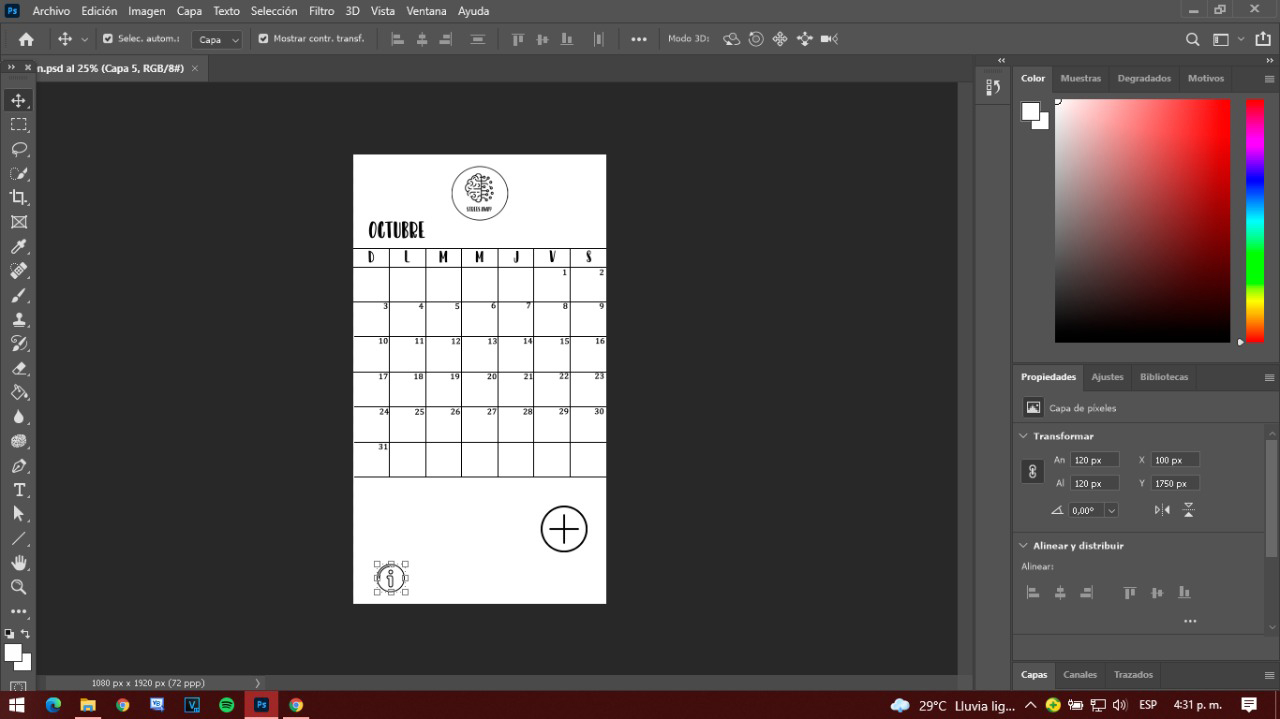 Archivo Edición Imagen Capa Texto Selección Filtro 3D Vista Ventana Ayuda
Selec. autom.: Capa Mostrar contr. transf. Modo 3D:
n.psd al 25% (Capa 5, RGB/8#)
Color Muestras Degradados Motivos
STRESS AWAY
OCTUBRE
D L M M J V S
1 2
3 4 5 6 7 8 9
10 11 12 13 14 15 16
17 18 19 20 21 22 23
24 25 26 27 28 29 30
31
i
Propiedades Ajustes Bibliotecas
Capa de píxeles
Transformar
An 120 px X 100 px
Al 120 px Y 1750 px
0,00°
Alinear y distribuir
Alinear:
Capas Canales Trazados
1080 px x 1920 px (72 ppp)
29°C Lluvia lig... ESP 4:31 p. m.